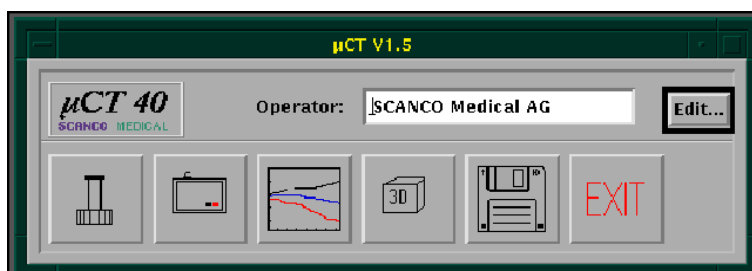 µCT V1.5
µCT 40
SCANCO MEDICAL
Operator: SCANCO Medical AG
Edit...
3D
EXIT